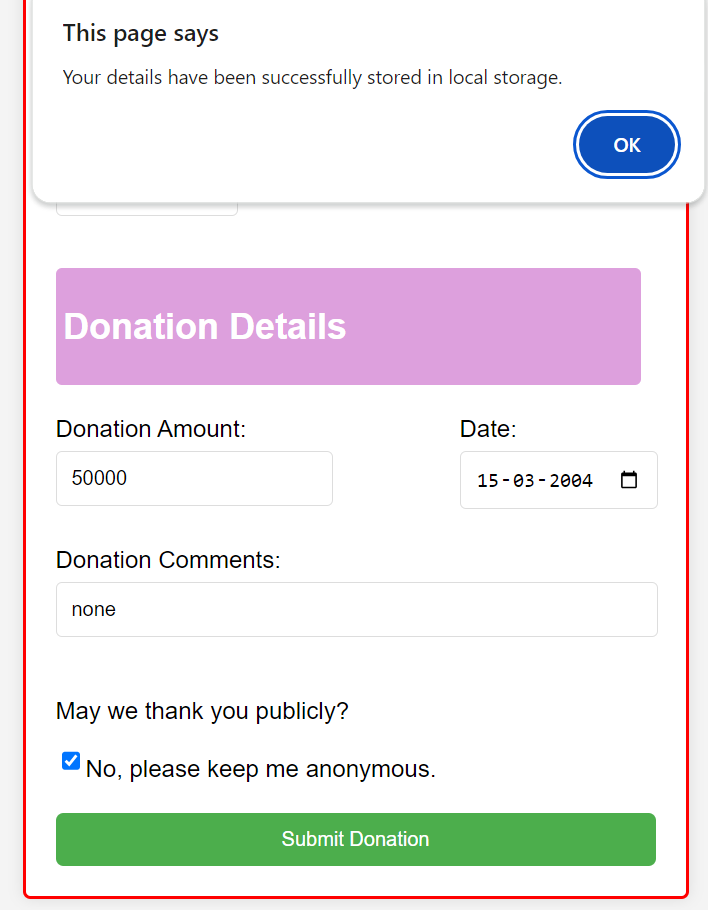 This page says
Your details have been successfully stored in local storage.
OK
Donation Details
Donation Amount:
Date:
50000
15-03-2004
Donation Comments:
none
May we thank you publicly?
No, please keep me anonymous.
Submit Donation